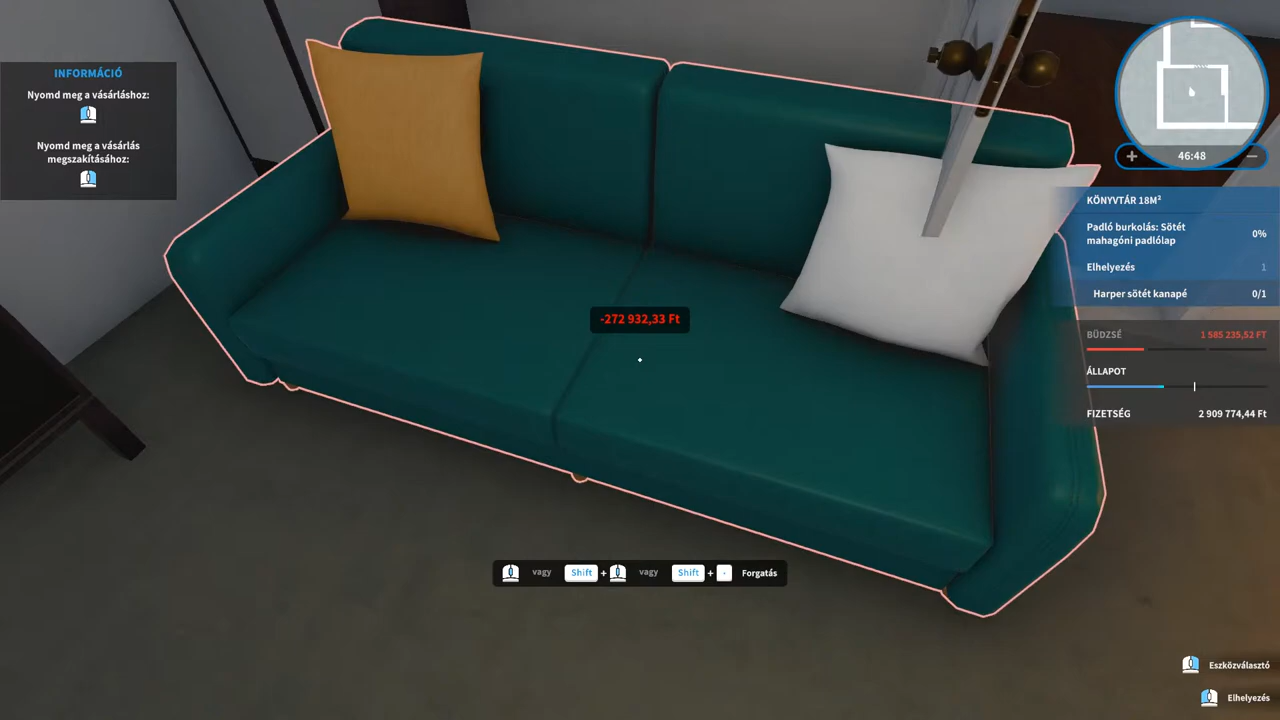 INFORMÁCIÓ
Nyomd meg a vásárláshoz:
Nyomd meg a vásárlás
megszakításához:
46:48
KÖNYVTÁR 18M²
Padló burkolás: Sötét
mahagóni padlólap
0%
Elhelyezés 1
Harper sötét kanapé 0/1
BÜDZSÉ 1 585 235,52 FT
ÁLLAPOT
FIZETSÉG 2 909 774,44 Ft
-272 932,33 Ft
vagy Shift + vagy Shift + - Forgatás
Eszközválasztó
Elhelyezés